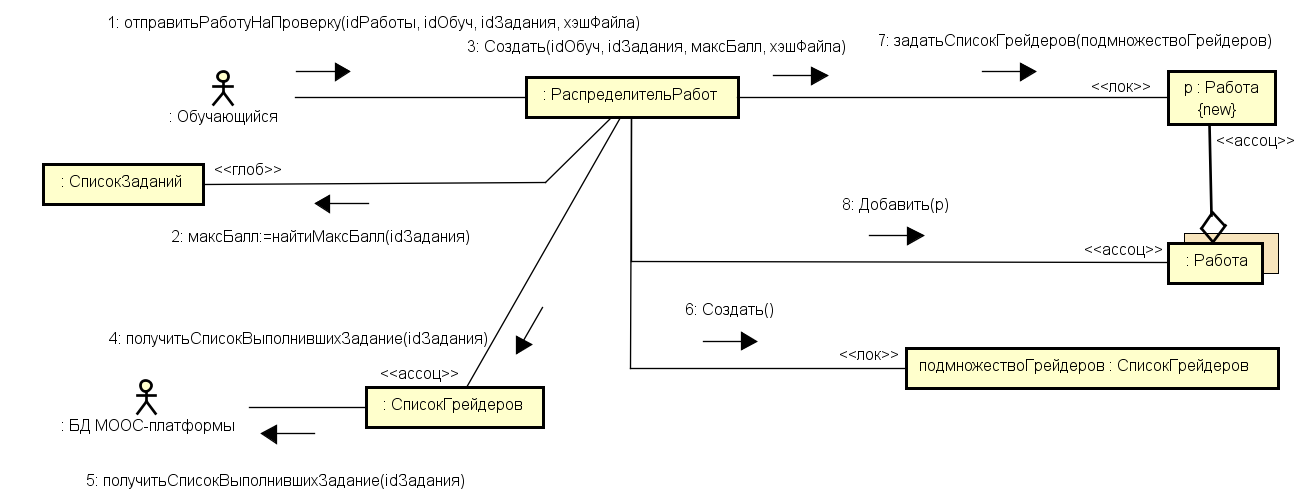 1: отправитьРаботуНаПроверку(idРаботы, idОбуч, idЗадания, хэшФайла)
3: Создать(idОбуч, idЗадания, максБалл, хэшФайла)
7: задатьСписокГрейдеров(подмножествоГрейдеров)
: Обучающийся
: РаспределительРабот
<<лок>>
р : Работа
{new}
<<ассоц>>
: СписокЗаданий
<<глоб>>
2: максБалл:=найтиМаксБалл(idЗадания)
8: Добавить(р)
<<ассоц>>
: Работа
6: Создать()
<<лок>>
подмножествоГрейдеров : СписокГрейдеров
4: получитьСписокВыполнившихЗадание(idЗадания)
<<ассоц>>
: СписокГрейдеров
: БД МООС-платформы
5: получитьСписокВыполнившихЗадание(idЗадания)